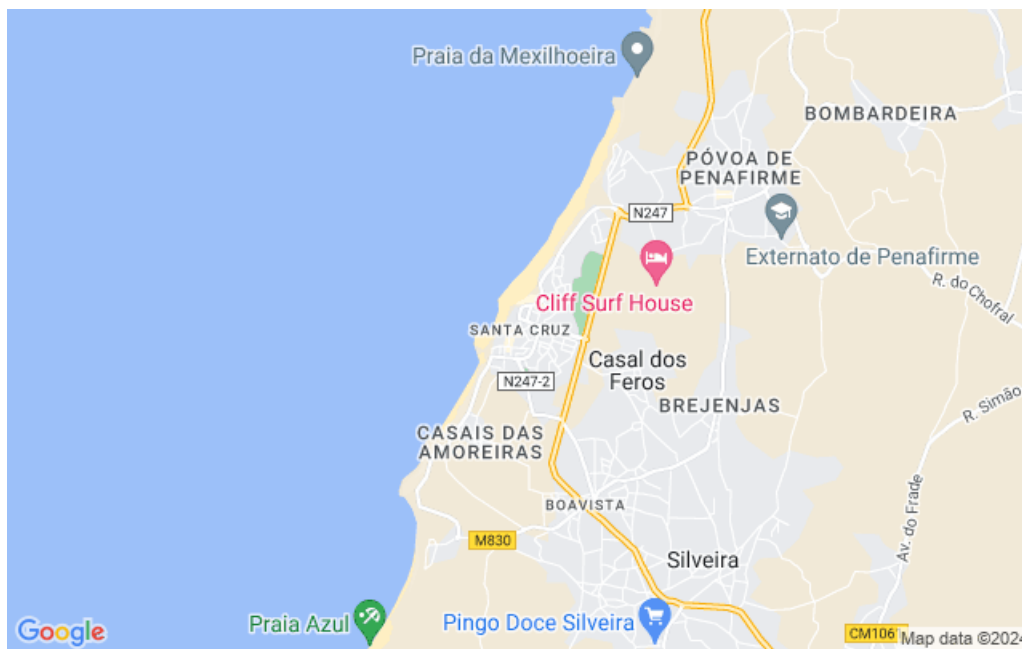 Praia da Mexilhoeira
BOMBARDEIRA
PÓVOA DE
PENAFIRME
N247
Externato de Penafirme
R. do Chofral
Cliff Surf House
SANTA CRUZ
Casal dos
Feros
N247-2
BREJENJAS
R. Simão
CASAIS DAS
AMOREIRAS
Av. do Frade
BOAVISTA
M830
Silveira
Praia Azul
Pingo Doce Silveira
Google
CM106
Map data ©2024